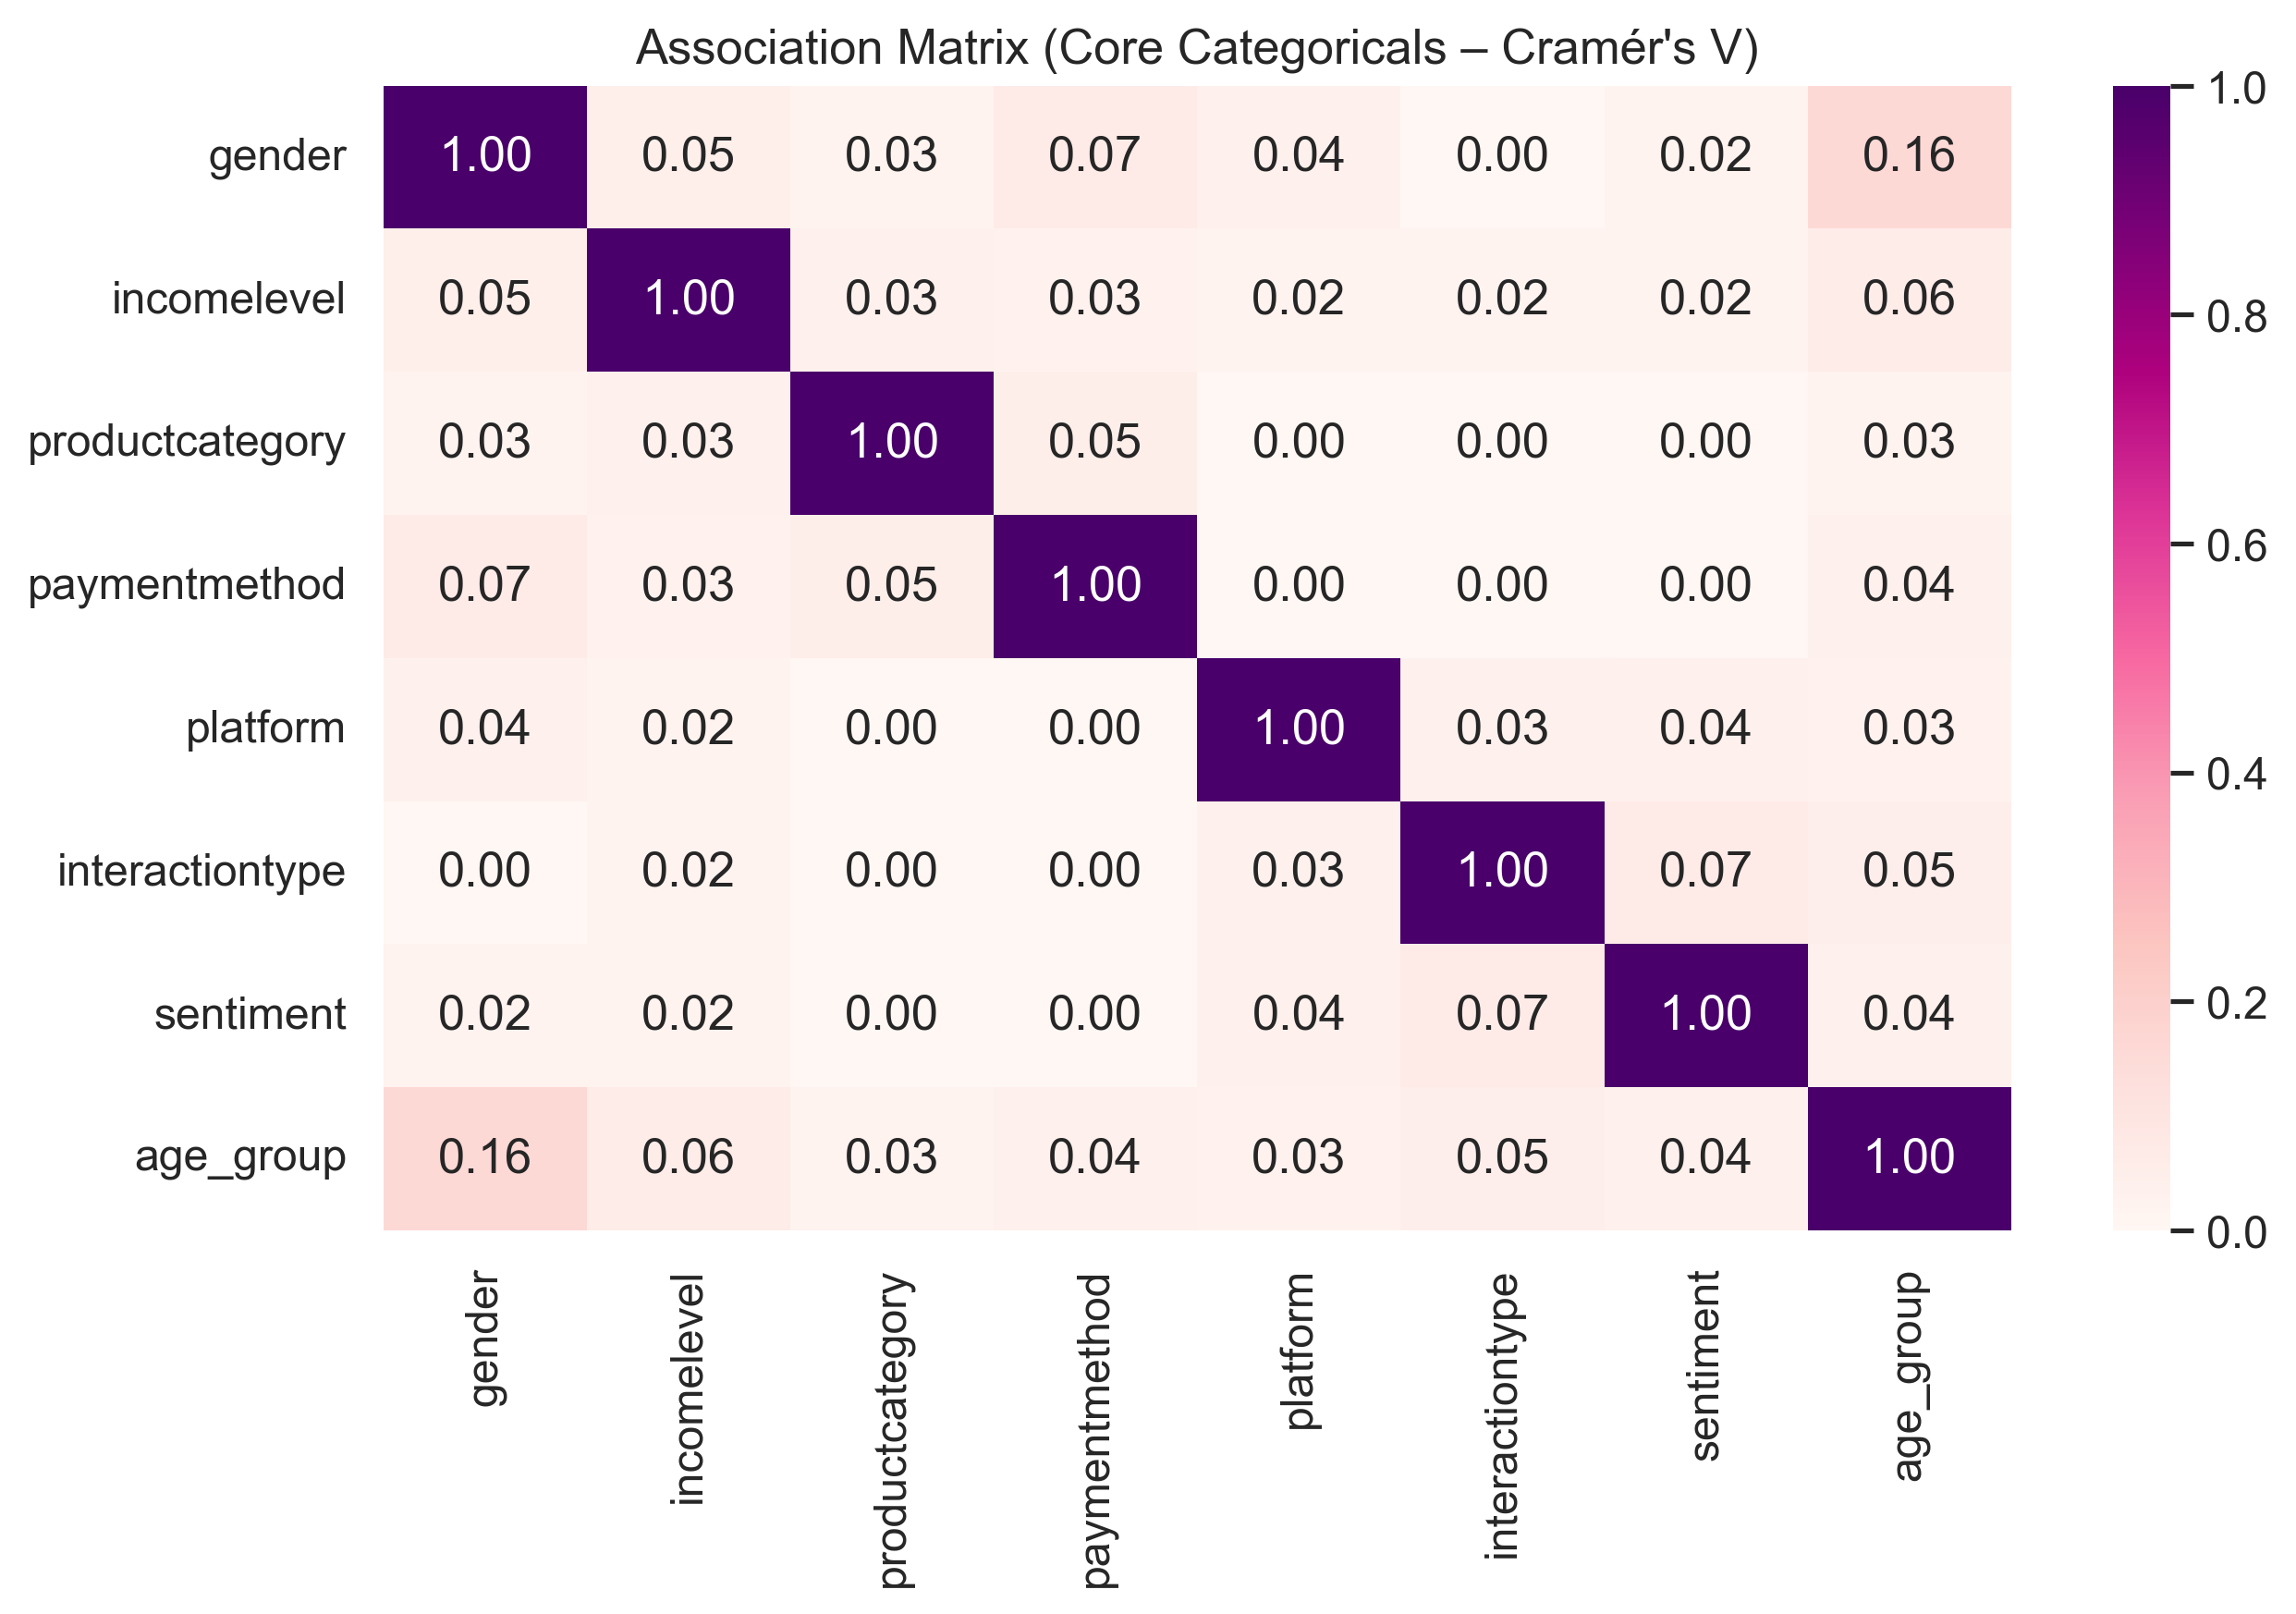 Association Matrix (Core Categoricals – Cramér's V)
gender 1.00 0.05 0.03 0.07 0.04 0.00 0.02 0.16
incomelevel 0.05 1.00 0.03 0.03 0.02 0.02 0.02 0.06
productcategory 0.03 0.03 1.00 0.05 0.00 0.00 0.00 0.03
paymentmethod 0.07 0.03 0.05 1.00 0.00 0.00 0.00 0.04
platform 0.04 0.02 0.00 0.00 1.00 0.03 0.04 0.03
interactiontype 0.00 0.02 0.00 0.00 0.03 1.00 0.07 0.05
sentiment 0.02 0.02 0.00 0.00 0.04 0.07 1.00 0.04
age_group 0.16 0.06 0.03 0.04 0.03 0.05 0.04 1.00
gender
incomelevel
productcategory
paymentmethod
platform
interactiontype
sentiment
age_group
1.0
0.8
0.6
0.4
0.2
0.0